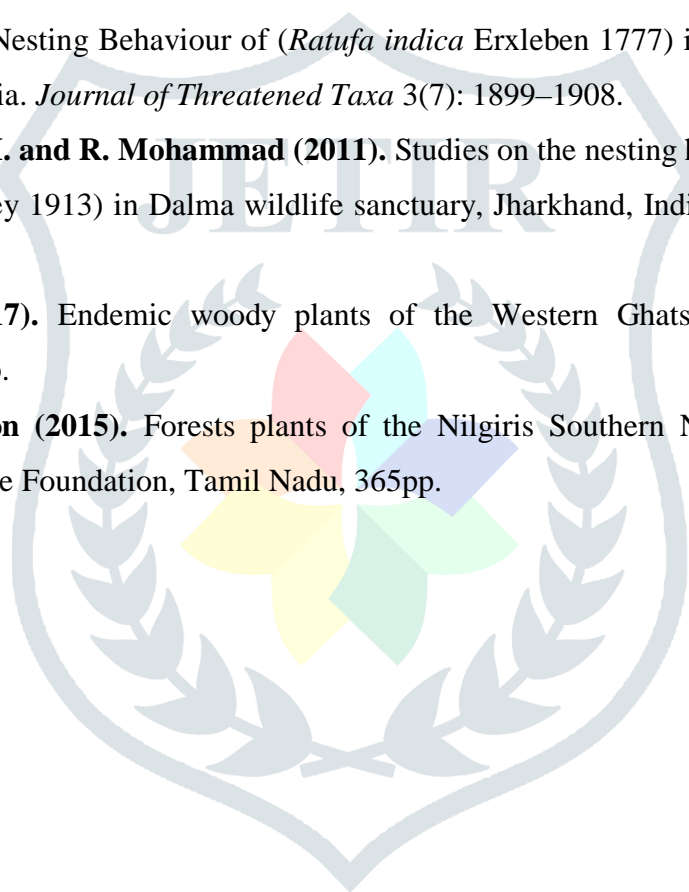 Nesting Behaviour of (Ratufa indica Erxleben 1777) i
ia. Journal of Threatened Taxa 3(7): 1899–1908.
. and R. Mohammad (2011). Studies on the nesting
JETIR
ey 1913) in Dalma wildlife sanctuary, Jharkhand, Indi
17). Endemic woody plants of the Western Ghats
.
on (2015). Forests plants of the Nilgiris Southern N
e Foundation, Tamil Nadu, 365pp.